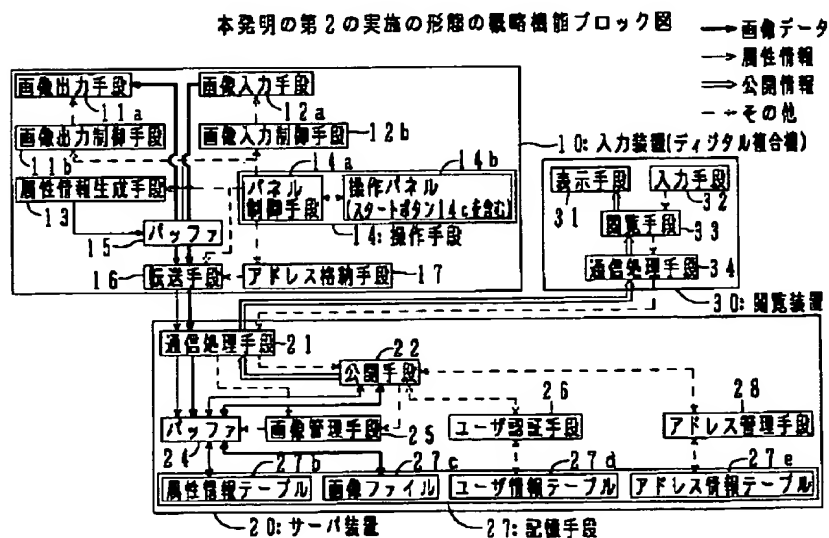 本発明の第2の実施の形態の概略機能ブロック図
画像データ
属性情報
公開情報
その他
画像出力手段
11a
画像入力手段
12a
画像出力制御手段
11b
画像入力制御手段
12b
10:入力装置(ディジタル複合機)
14a
14b
属性情報生成手段
13
パネル
制御手段
操作パネル
(スタートボタン14cを含む)
14:操作手段
バッファ
15
転送手段
16
アドレス格納手段
17
表示手段
31
入力手段
32
閲覧手段
33
通信処理手段
34
30:閲覧装置
通信処理手段
21
22
公開手段
バッファ
24
画像管理手段
25
26
ユーザ認証手段
28
アドレス管理手段
27b
属性情報テーブル
27c
画像ファイル
27d
ユーザ情報テーブル
27e
アドレス情報テーブル
20:サーバ装置
27:記憶手段